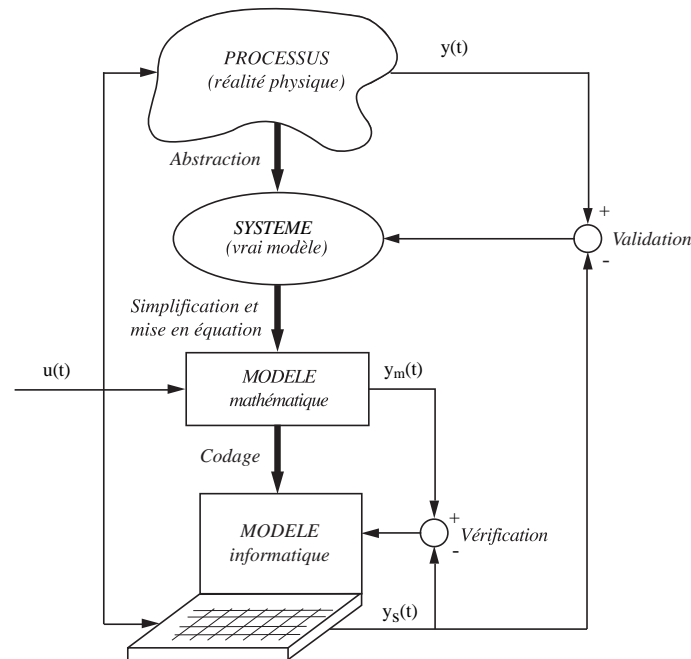 PROCESSUS
(réalité physique)
y(t)
Abstraction
SYSTEME
(vrai modèle)
+
Validation
-
Simplification et
mise en équation
u(t)
MODELE
mathématique
ym(t)
Codage
MODELE
informatique
+
Vérification
-
ys(t)